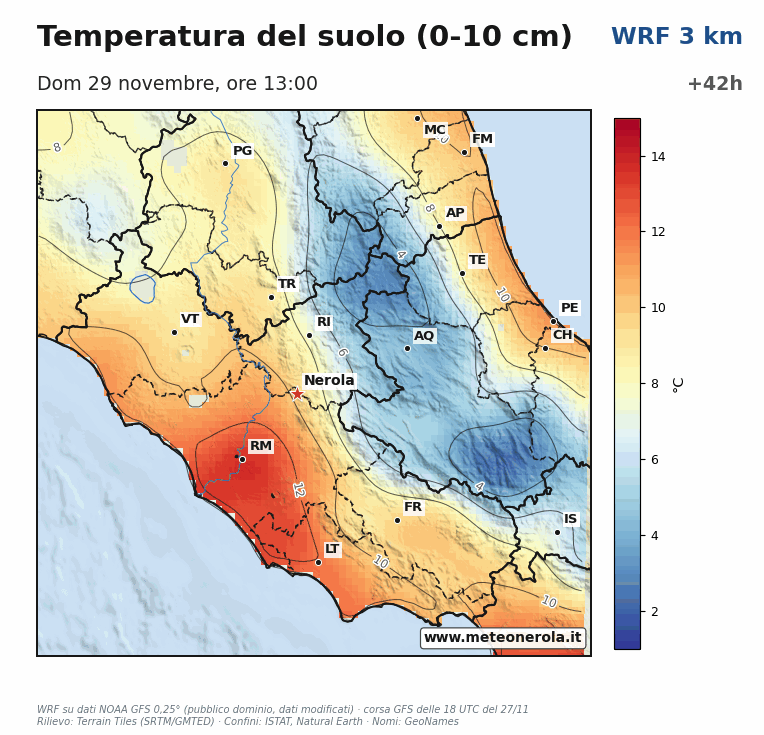 Temperatura del suolo (0-10 cm)
WRF 3 km
Dom 29 novembre, ore 13:00
+42h
MC
FM
PG
8
AP
8
TE
4
TR
10
PE
VT
RI
AQ
CH
6
Nerola
RM
12
4
FR
IS
LT
10
10
www.meteonerola.it
14
12
10
8
6
4
2
°C
WRF su dati NOAA GFS 0,25° (pubblico dominio, dati modificati) · corsa GFS delle 18 UTC del 27/11
Rilievo: Terrain Tiles (SRTM/GMTED) · Confini: ISTAT, Natural Earth · Nomi: GeoNames